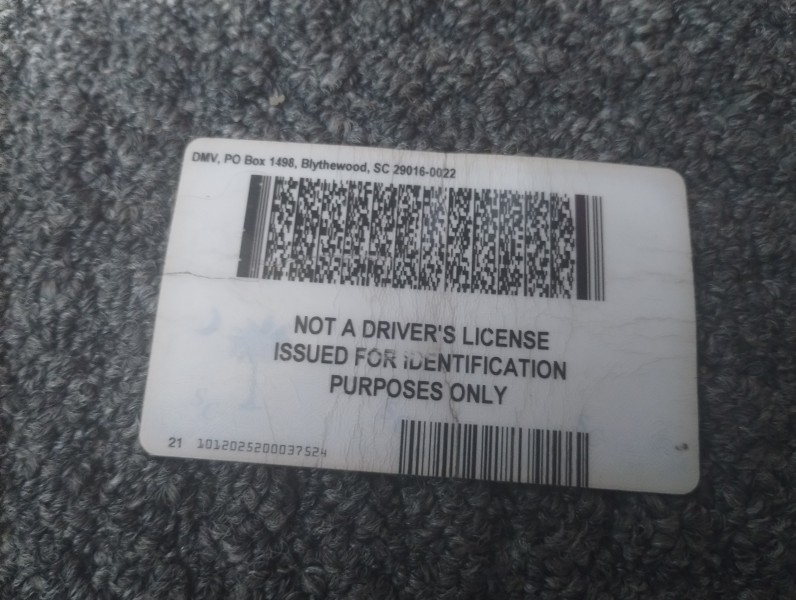 DMV, PO Box 1498, Blythewood, SC 29016-0022
NOT A DRIVER'S LICENSE
ISSUED FOR IDENTIFICATION
PURPOSES ONLY
21 1012025200037524